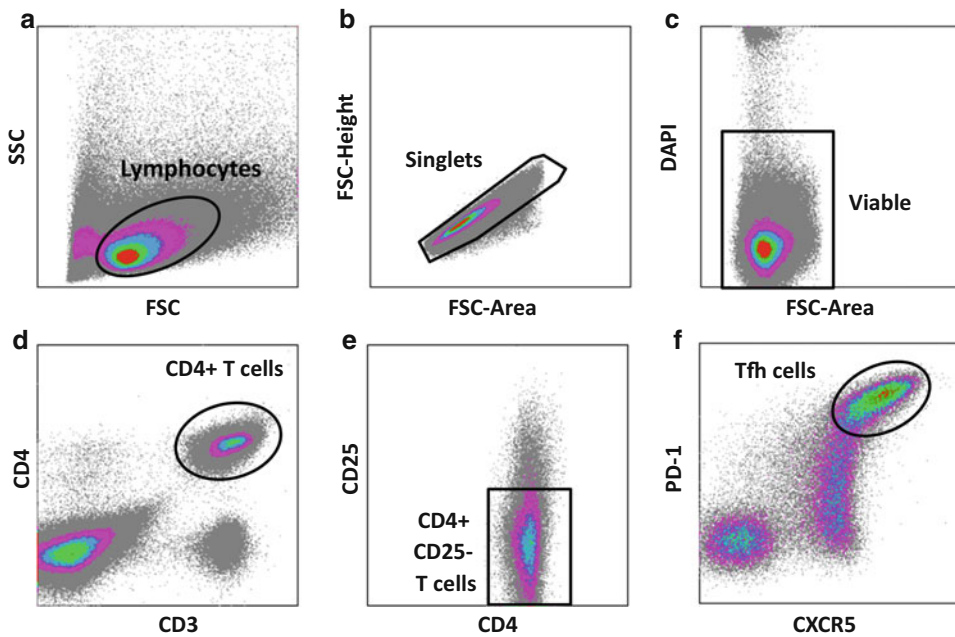 a
SSC
Lymphocytes
FSC
b
FSC-Height
Singlets
FSC-Area
c
DAPI
Viable
FSC-Area
d
CD4
CD4+ T cells
CD3
e
CD25
CD4+
CD25-
T cells
CD4
f
PD-1
Tfh cells
CXCR5